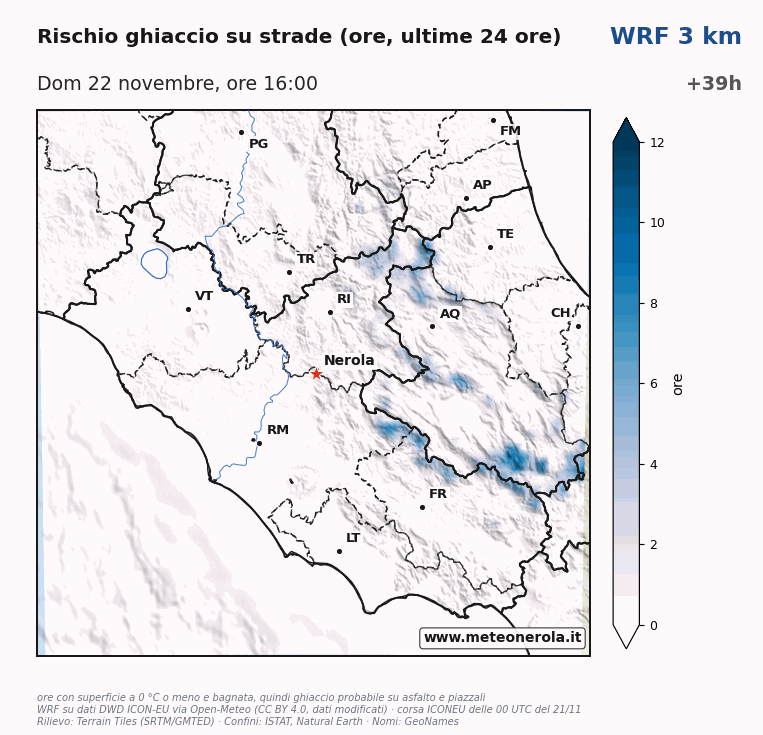 Rischio ghiaccio su strade (ore, ultime 24 ore)
WRF 3 km
Dom 22 novembre, ore 16:00
+39h
FM
PG
AP
TE
TR
VT
RI
AQ
CH
Nerola
RM
FR
LT
12
10
8
6
4
2
0
ore
www.meteonerola.it
ore con superficie a 0 °C o meno e bagnata, quindi ghiaccio probabile su asfalto e piazzali
WRF su dati DWD ICON-EU via Open-Meteo (CC BY 4.0, dati modificati) · corsa ICONEU delle 00 UTC del 21/11
Rilievo: Terrain Tiles (SRTM/GMTED) · Confini: ISTAT, Natural Earth · Nomi: GeoNames